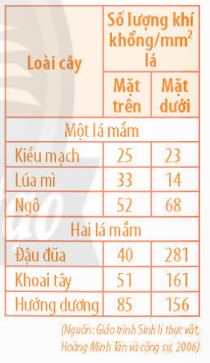 Loài cây Số lượng khí khổng/mm² lá
Mặt trên Mặt dưới
Một lá mầm
Kiều mạch 25 23
Lúa mì 33 14
Ngô 52 68
Hai lá mầm
Đậu đũa 40 281
Khoai tây 51 161
Hướng dương 85 156
(Nguồn: Giáo trình Sinh lí thực vật,
Hoàng Minh Tấn và cộng sự, 2006)